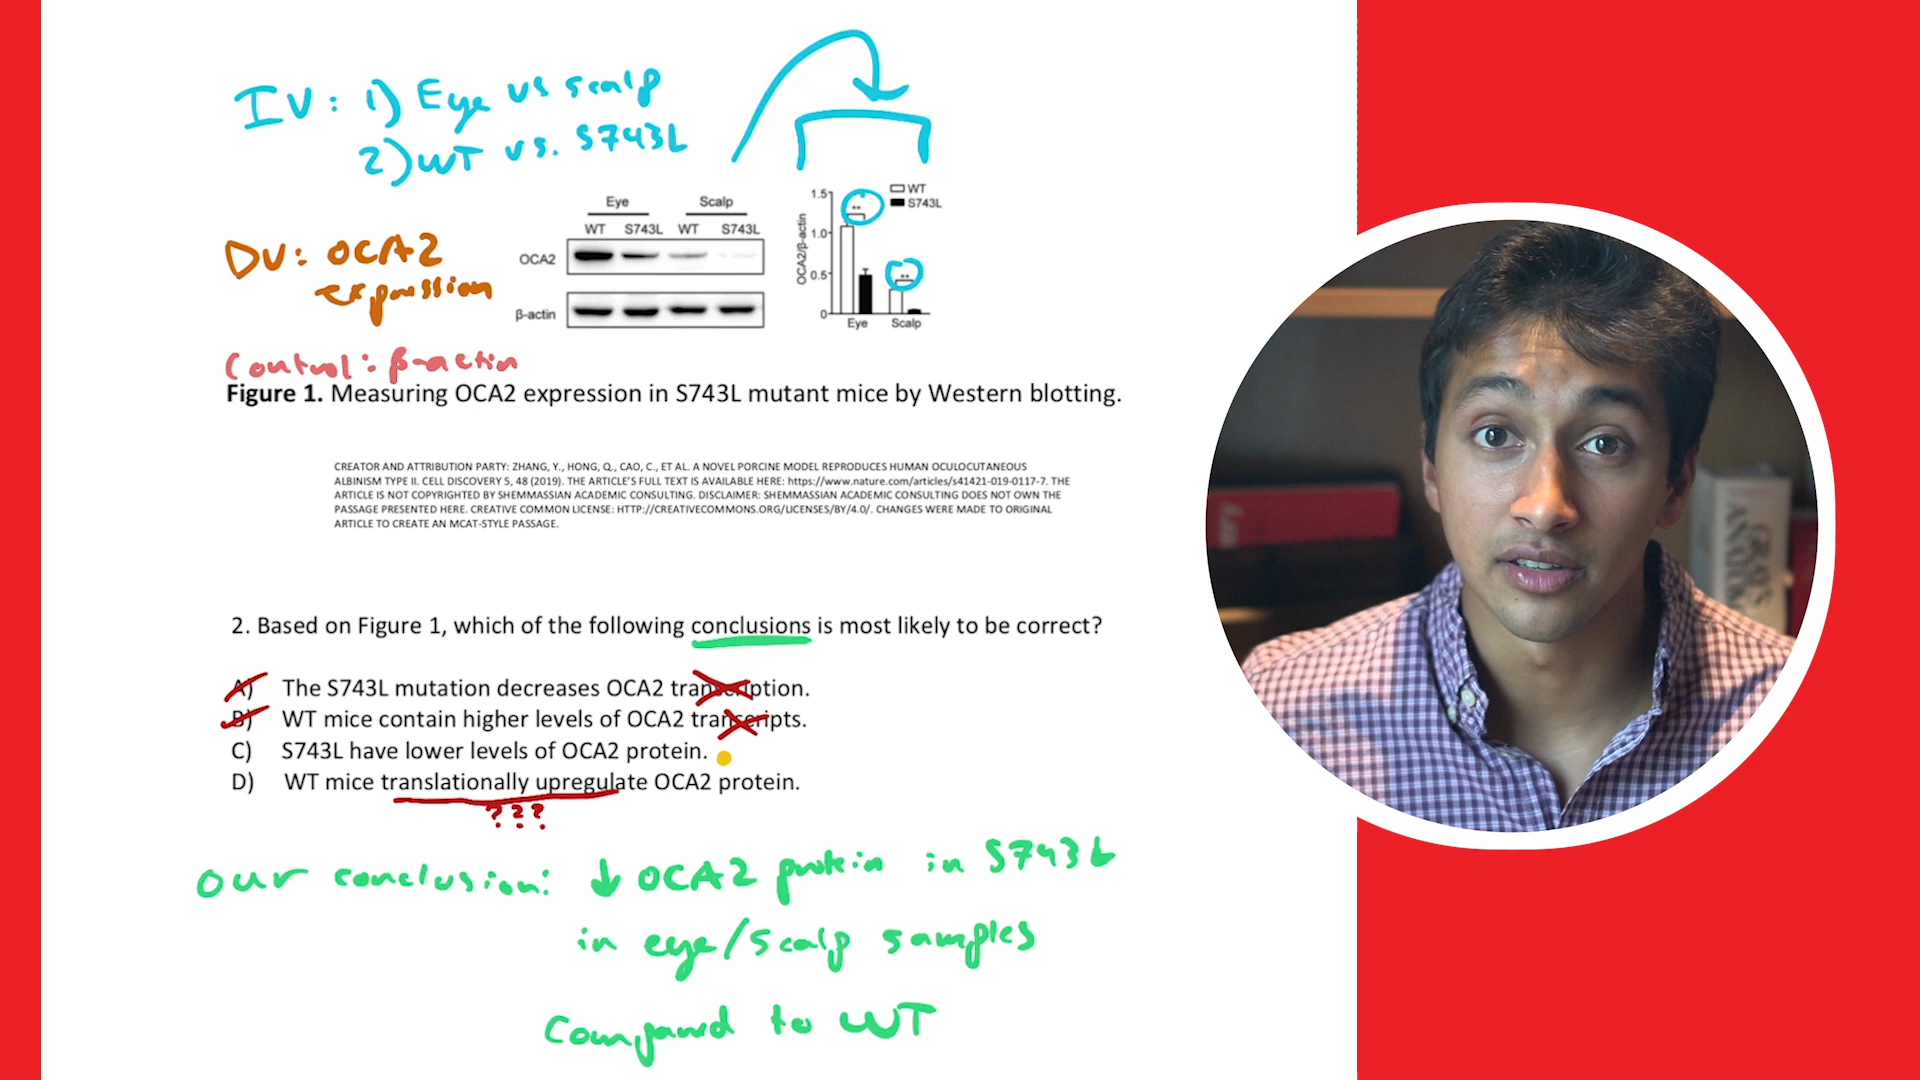 IV: 1) Eye vs scalp
2) WT vs. S743L
DV: OCA2
expression
Control: β-actin
Eye Scalp
WT S743L WT S743L
OCA2
β-actin
WT
S743L
OCA2/β-actin
1.5
1.0
0.5
0
**
**
Eye Scalp
Figure 1. Measuring OCA2 expression in S743L mutant mice by Western blotting.
CREATOR AND ATTRIBUTION PARTY: ZHANG, Y., HONG, Q., CAO, C., ET AL. A NOVEL PORCINE MODEL REPRODUCES HUMAN OCULOCUTANEOUS
ALBINISM TYPE II. CELL DISCOVERY 5, 48 (2019). THE ARTICLE'S FULL TEXT IS AVAILABLE HERE: https://www.nature.com/articles/s41421-019-0117-7. THE
ARTICLE IS NOT COPYRIGHTED BY SHEMMASSIAN ACADEMIC CONSULTING. DISCLAIMER: SHEMMASSIAN ACADEMIC CONSULTING DOES NOT OWN THE
PASSAGE PRESENTED HERE. CREATIVE COMMON LICENSE: HTTP://CREATIVECOMMONS.ORG/LICENSES/BY/4.0/. CHANGES WERE MADE TO ORIGINAL
ARTICLE TO CREATE AN MCAT-STYLE PASSAGE.
2. Based on Figure 1, which of the following conclusions is most likely to be correct?
A) The S743L mutation decreases OCA2 transcription.
B) WT mice contain higher levels of OCA2 transcripts.
C) S743L have lower levels of OCA2 protein.
D) WT mice translationally upregulate OCA2 protein.
???
our conclusion: ↓ OCA2 protein in S743L
in eye/scalp samples
Compared to WT